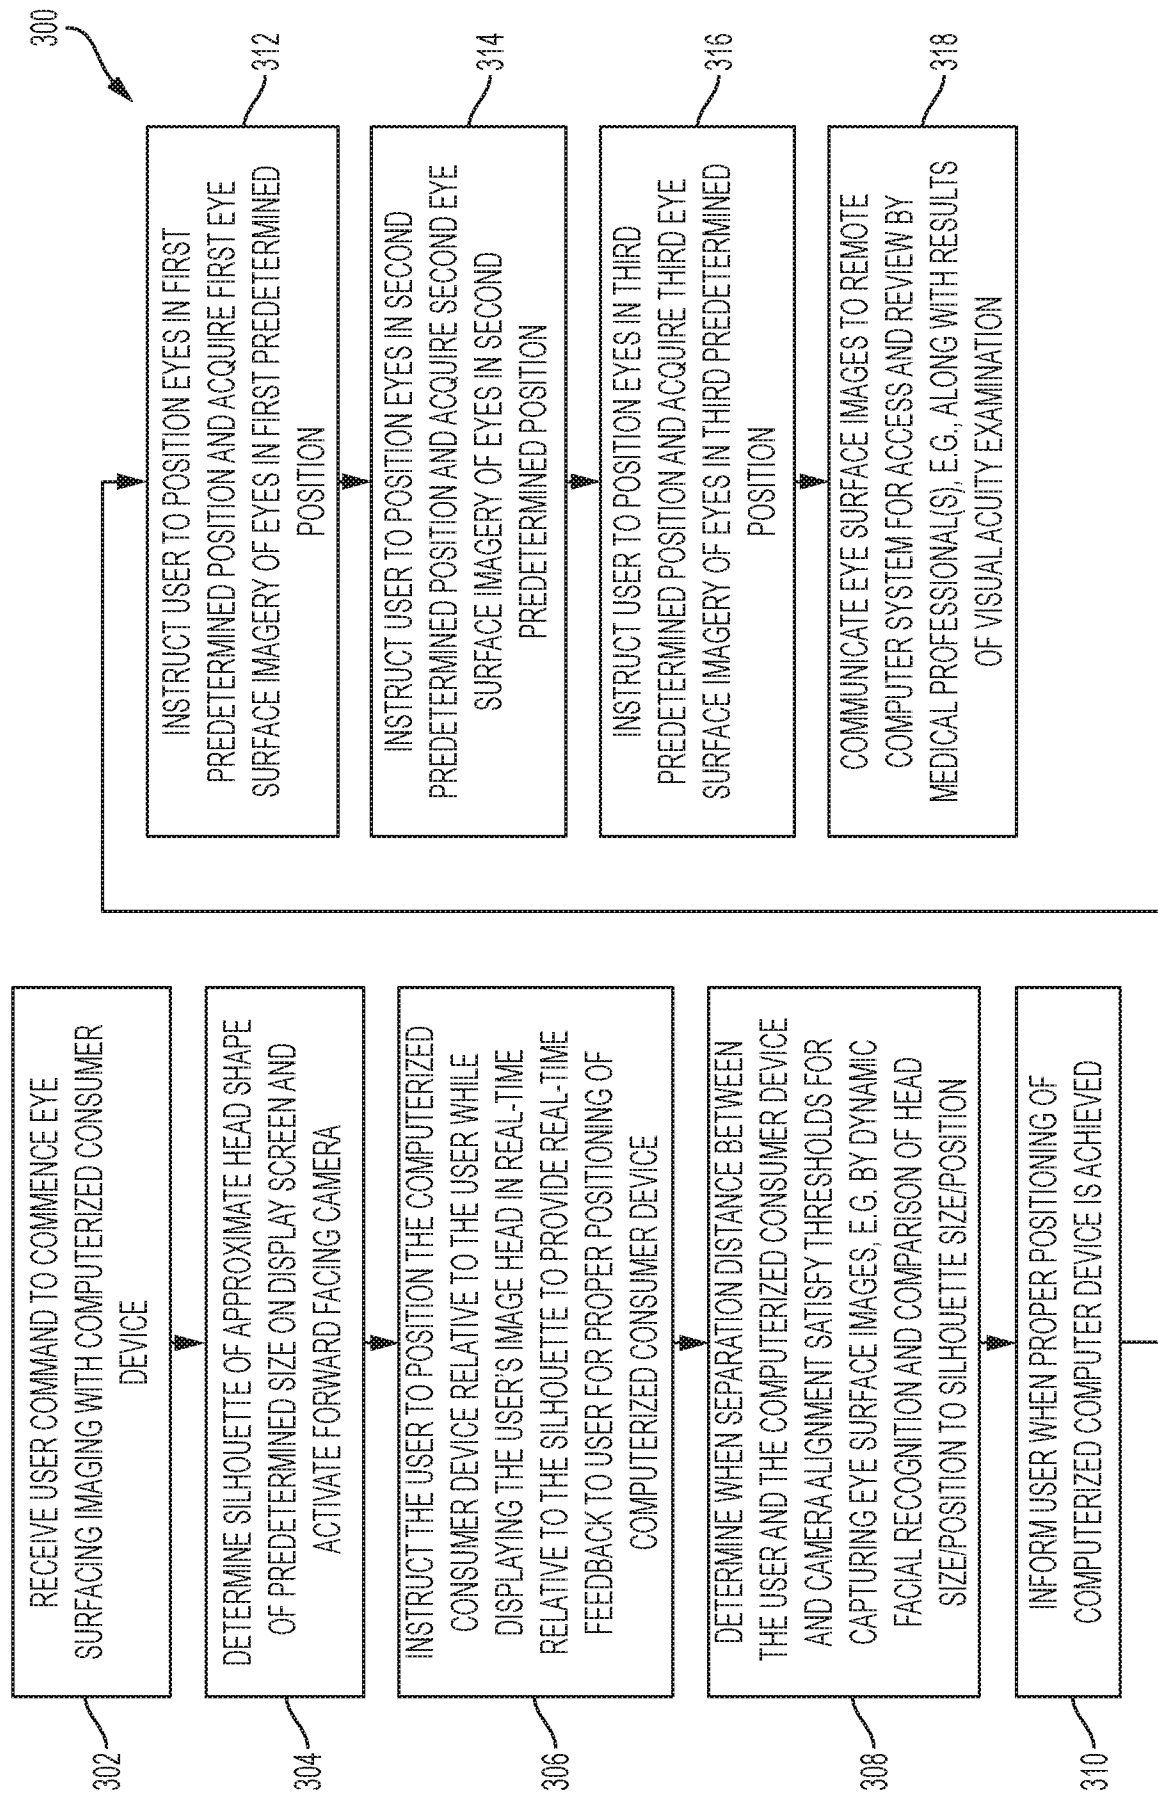 300
302
RECEIVE USER COMMAND TO COMMENCE EYE
SURFACING IMAGING WITH COMPUTERIZED CONSUMER
DEVICE
304
DETERMINE SILHOUETTE OF APPROXIMATE HEAD SHAPE
OF PREDETERMINED SIZE ON DISPLAY SCREEN AND
ACTIVATE FORWARD FACING CAMERA
306
INSTRUCT THE USER TO POSITION THE COMPUTERIZED
CONSUMER DEVICE RELATIVE TO THE USER WHILE
DISPLAYING THE USER'S IMAGE HEAD IN REAL-TIME
RELATIVE TO THE SILHOUETTE TO PROVIDE REAL-TIME
FEEDBACK TO USER FOR PROPER POSITIONING OF
COMPUTERIZED CONSUMER DEVICE
308
DETERMINE WHEN SEPARATION DISTANCE BETWEEN
THE USER AND THE COMPUTERIZED CONSUMER DEVICE
AND CAMERA ALIGNMENT SATISFY THRESHOLDS FOR
CAPTURING EYE SURFACE IMAGES, E.G. BY DYNAMIC
FACIAL RECOGNITION AND COMPARISON OF HEAD
SIZE/POSITION TO SILHOUETTE SIZE/POSITION
310
INFORM USER WHEN PROPER POSITIONING OF
COMPUTERIZED COMPUTER DEVICE IS ACHIEVED
312
INSTRUCT USER TO POSITION EYES IN FIRST
PREDETERMINED POSITION AND ACQUIRE FIRST EYE
SURFACE IMAGERY OF EYES IN FIRST PREDETERMINED
POSITION
314
INSTRUCT USER TO POSITION EYES IN SECOND
PREDETERMINED POSITION AND ACQUIRE SECOND EYE
SURFACE IMAGERY OF EYES IN SECOND
PREDETERMINED POSITION
316
INSTRUCT USER TO POSITION EYES IN THIRD
PREDETERMINED POSITION AND ACQUIRE THIRD EYE
SURFACE IMAGERY OF EYES IN THIRD PREDETERMINED
POSITION
318
COMMUNICATE EYE SURFACE IMAGES TO REMOTE
COMPUTER SYSTEM FOR ACCESS AND REVIEW BY
MEDICAL PROFESSIONAL(S), E.G., ALONG WITH RESULTS
OF VISUAL ACUITY EXAMINATION